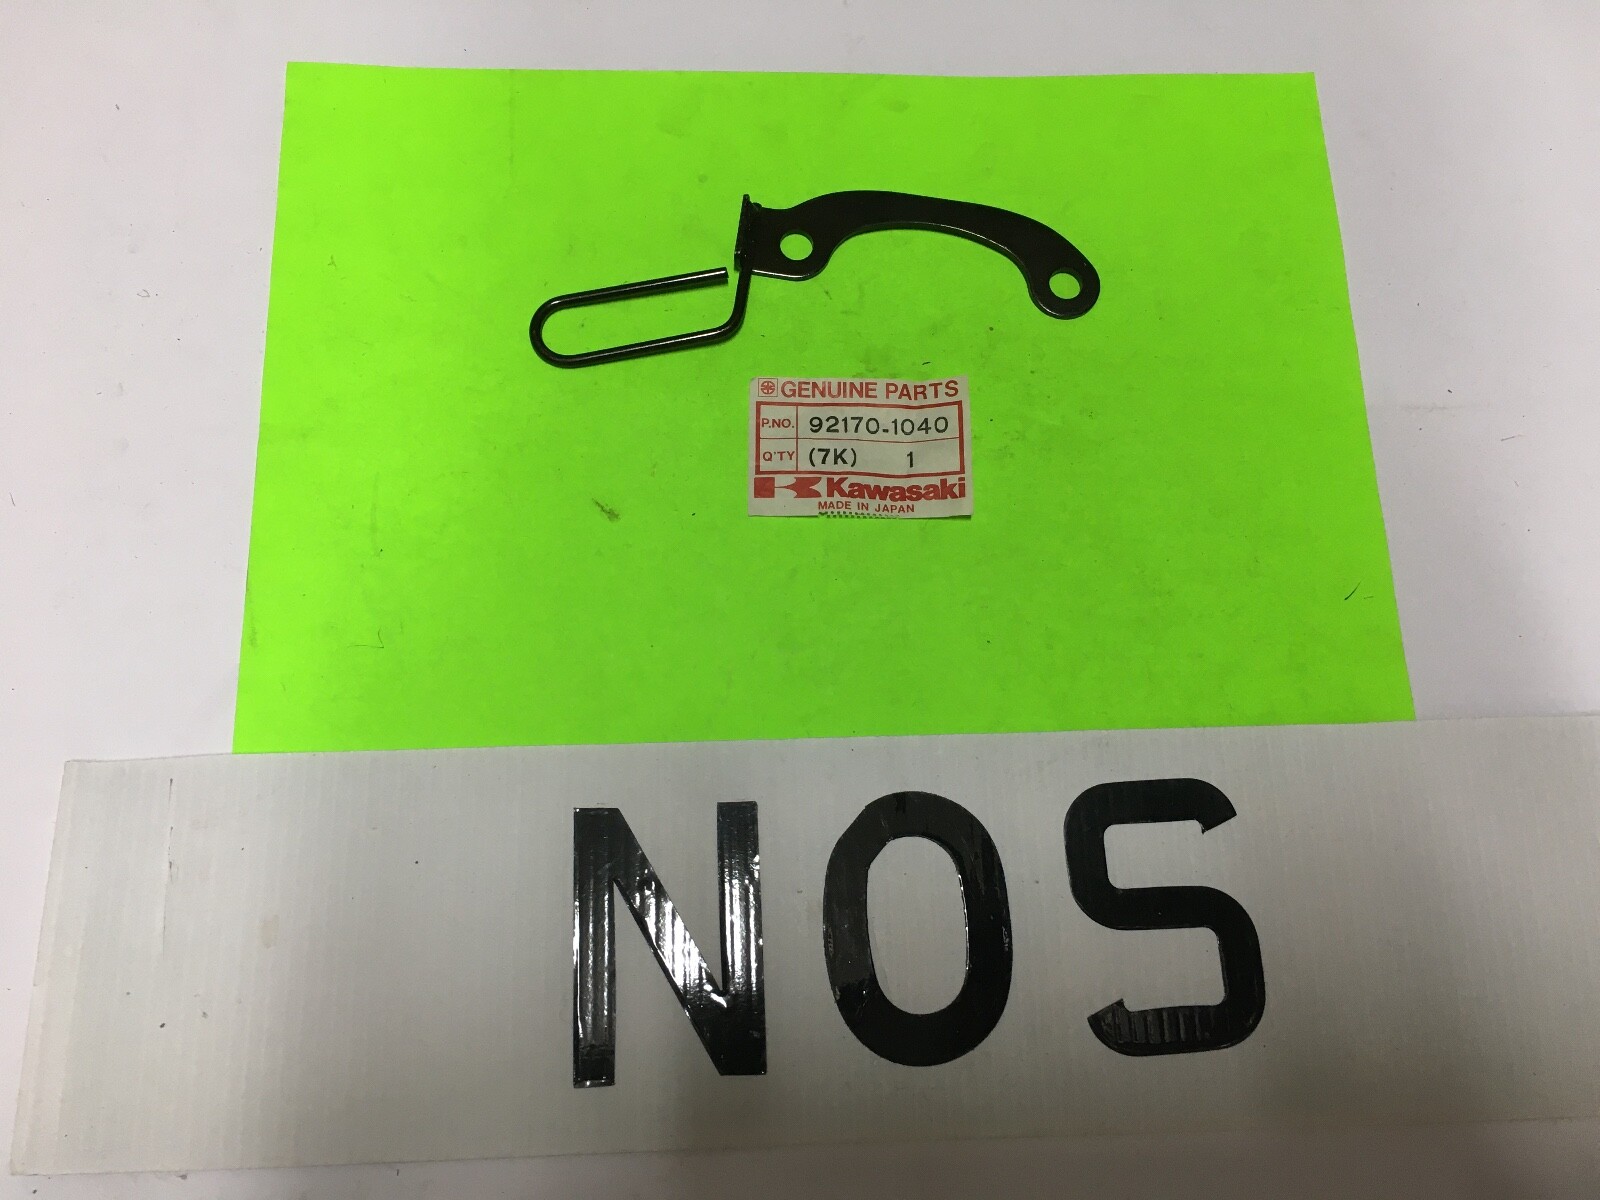 GENUINE PARTS
P.NO. 92170-1040
Q'TY (7K) 1
Kawasaki
MADE IN JAPAN
NOS